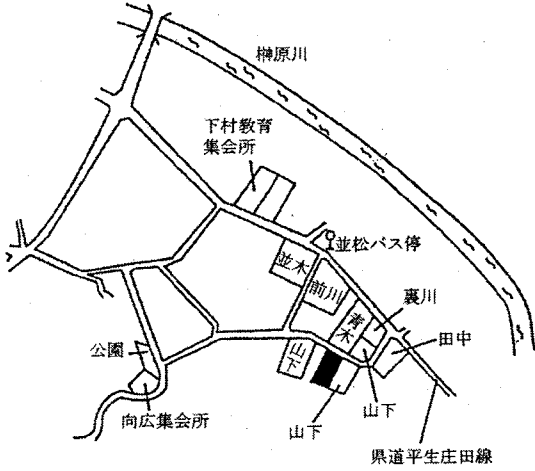 榊原川
下村教育
集会所
並松バス停
並木
前川
裏川
青木
田中
公園
山下
向広集会所
山下
山下
県道平生庄田線